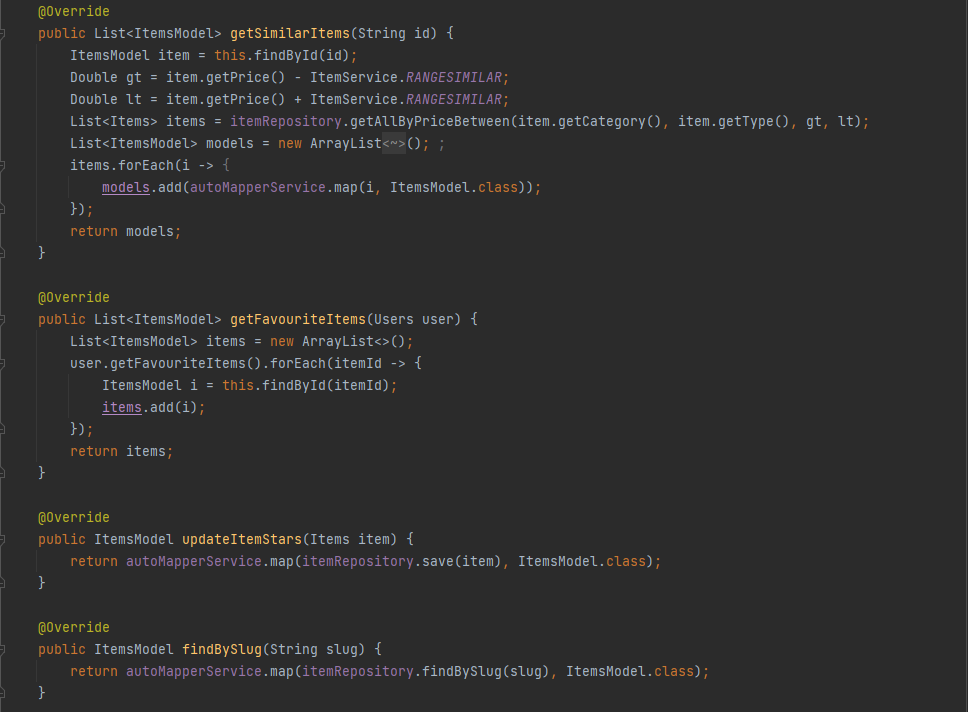 @Override
public List<ItemsModel> getSimilarItems(String id) {
ItemsModel item = this.findById(id);
Double gt = item.getPrice() - ItemService.RANGESIMILAR;
Double lt = item.getPrice() + ItemService.RANGESIMILAR;
List<Items> items = itemRepository.getAllByPriceBetween(item.getCategory(), item.getType(), gt, lt);
List<ItemsModel> models = new ArrayList<~>(); ;
items.forEach(i -> {
models.add(autoMapperService.map(i, ItemsModel.class));
});
return models;
}
@Override
public List<ItemsModel> getFavouriteItems(Users user) {
List<ItemsModel> items = new ArrayList<>();
user.getFavouriteItems().forEach(itemId -> {
ItemsModel i = this.findById(itemId);
items.add(i);
});
return items;
}
@Override
public ItemsModel updateItemStars(Items item) {
return autoMapperService.map(itemRepository.save(item), ItemsModel.class);
}
@Override
public ItemsModel findBySlug(String slug) {
return autoMapperService.map(itemRepository.findBySlug(slug), ItemsModel.class);
}